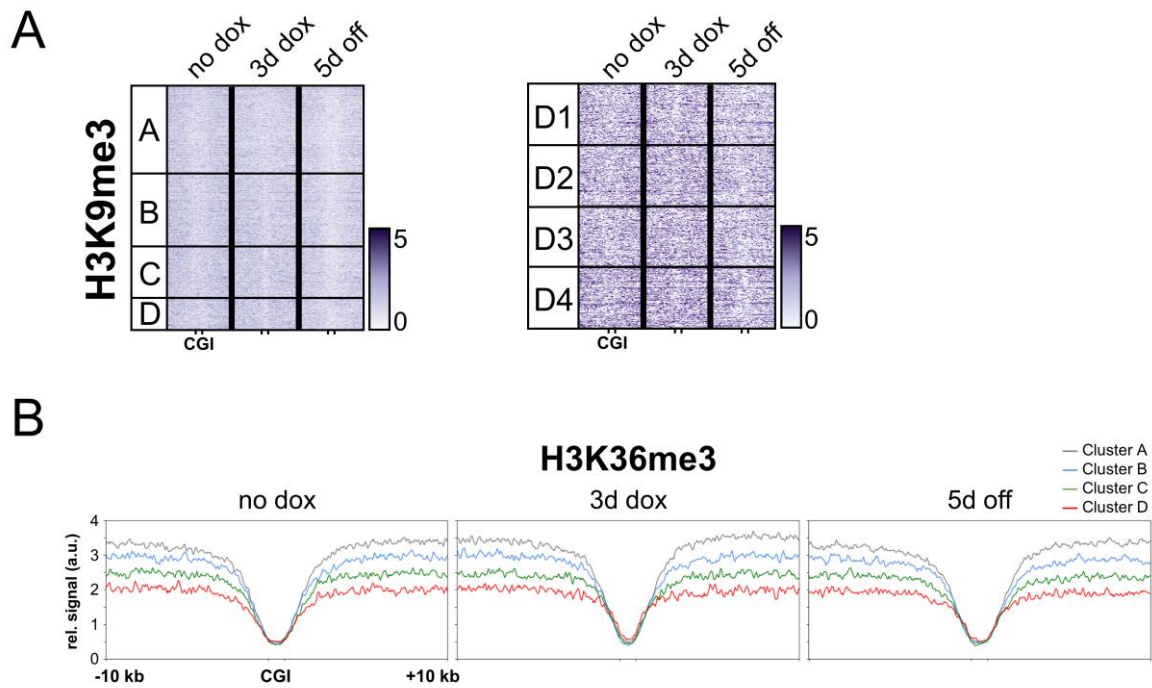 A
no dox 3d dox 5d off
no dox 3d dox 5d off
H3K9me3
A
B
C
D
5
0
CGI
D1
D2
D3
D4
5
0
CGI
B
H3K36me3
Cluster A
Cluster B
Cluster C
Cluster D
no dox
3d dox
5d off
rel. signal (a.u.)
4
3
2
1
0
-10 kb CGI +10 kb